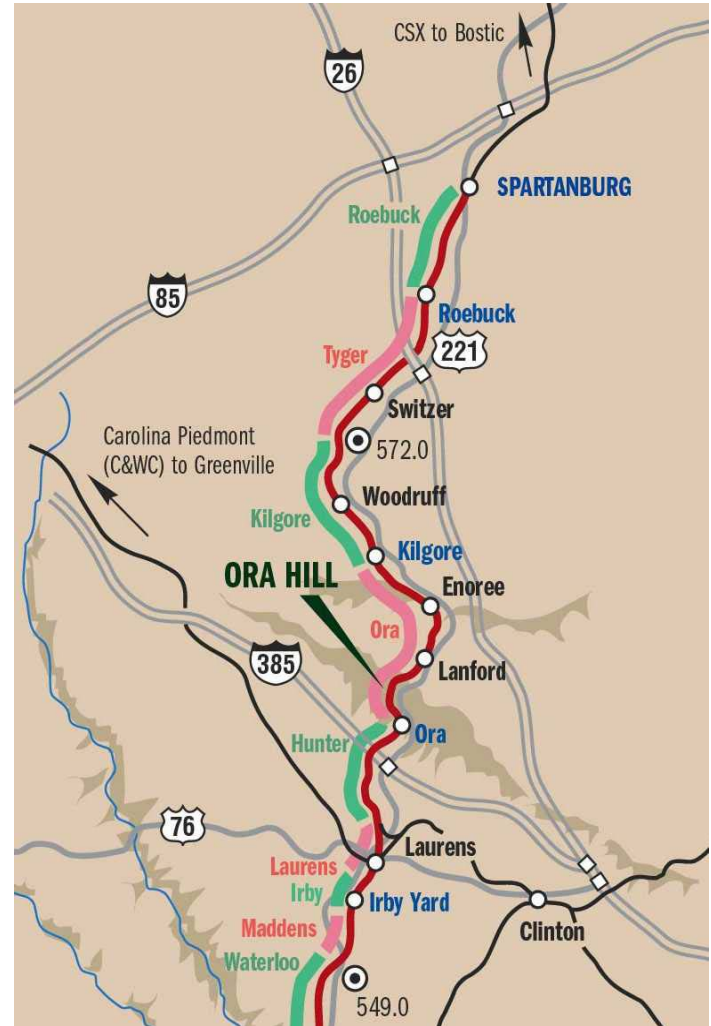 CSX to Bostic
26
SPARTANBURG
Roebuck
85
Roebuck
221
Tyger
Switzer
Carolina Piedmont
(C&WC) to Greenville
572.0
Woodruff
Kilgore
Kilgore
ORA HILL
Enoree
Ora
385
Lanford
Ora
Hunter
76
Laurens
Laurens
Irby
Irby Yard
Maddens
Clinton
Waterloo
549.0